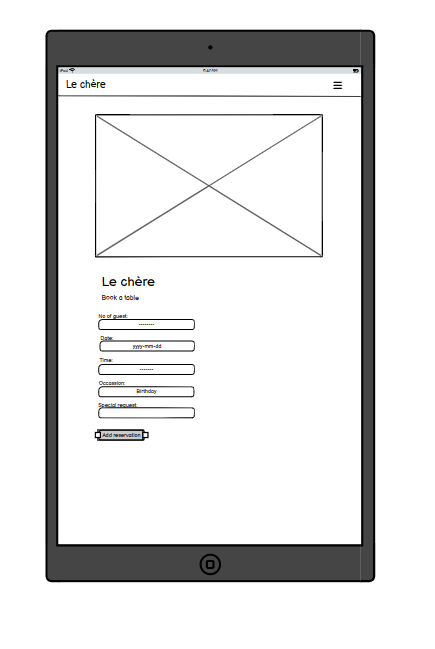 iPad
9:41 AM
Le chère
Le chère
Book a table
No of guest:
--------
Date:
yyyy-mm-dd
Time:
-------
Occassion:
Birthday
Special request:
Add reservation